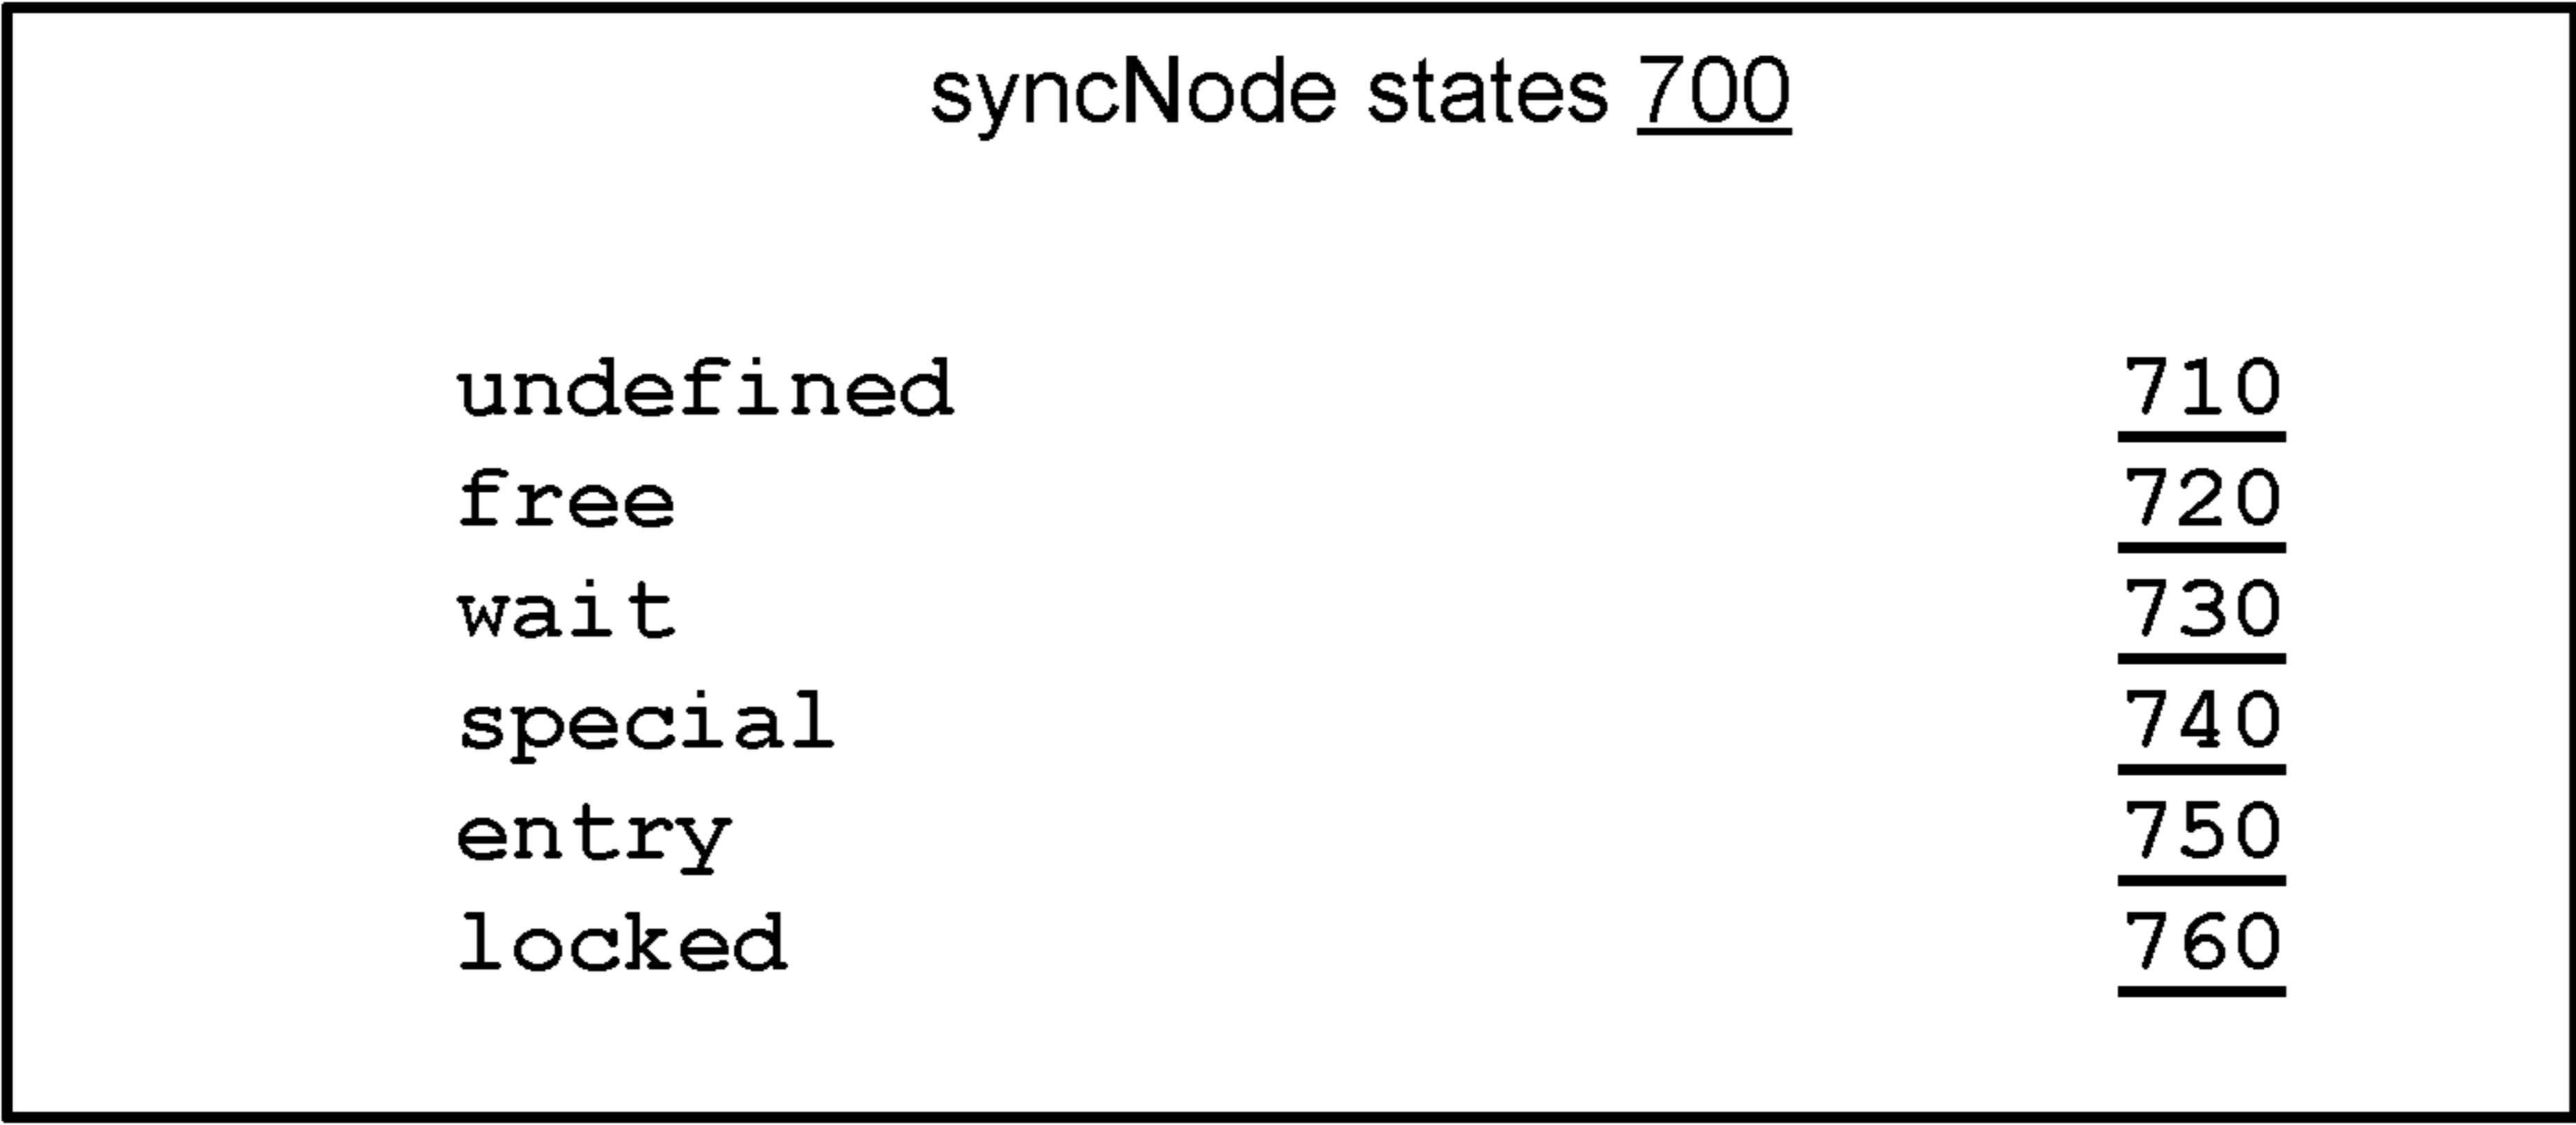 syncNode states 700
undefined 710
free 720
wait 730
special 740
entry 750
locked 760